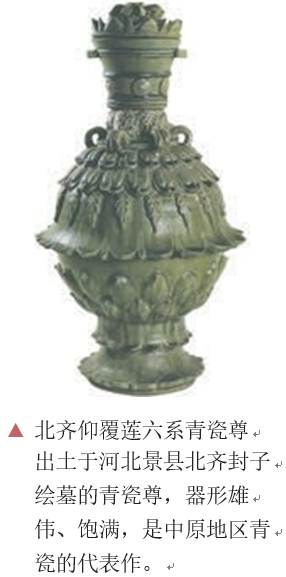 ▲ 北齐仰覆莲六系青瓷尊
出土于河北景县北齐封子
绘墓的青瓷尊，器形雄
伟、饱满，是中原地区青
瓷的代表作。